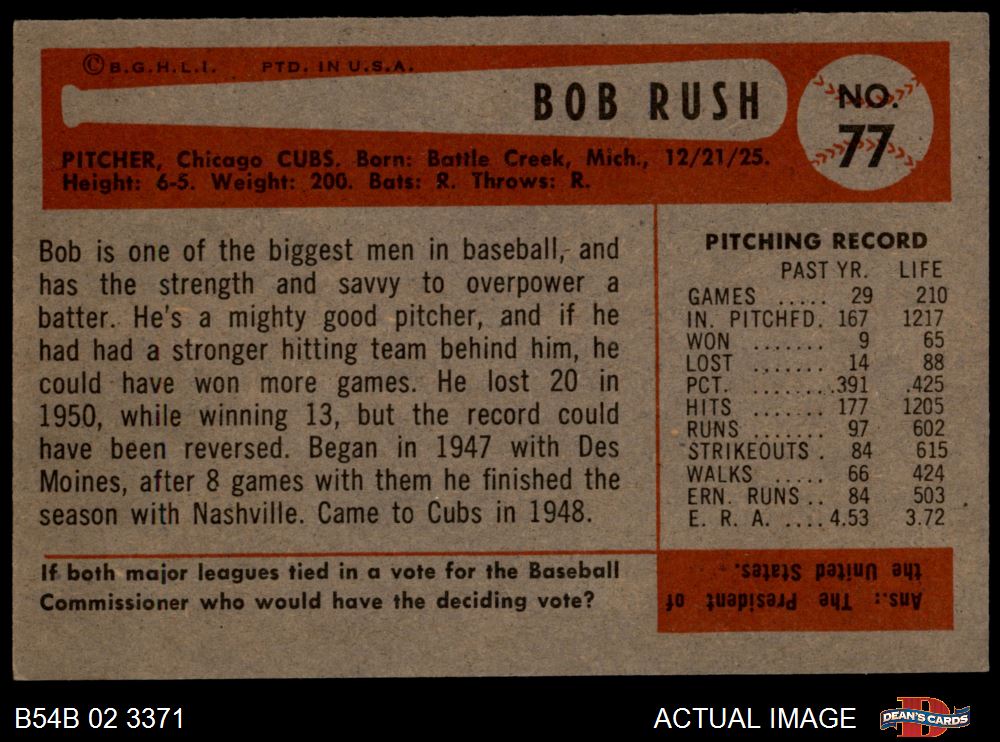 © B.G.H.L.I. PTD. IN U.S.A.
BOB RUSH
NO.
77
PITCHER, Chicago CUBS. Born: Battle Creek, Mich., 12/21/25.
Height: 6-5. Weight: 200. Bats: R. Throws: R.
Bob is one of the biggest men in baseball, and
has the strength and savvy to overpower a
batter. He's a mighty good pitcher, and if he
had had a stronger hitting team behind him, he
could have won more games. He lost 20 in
1950, while winning 13, but the record could
have been reversed. Began in 1947 with Des
Moines, after 8 games with them he finished the
season with Nashville. Came to Cubs in 1948.
PITCHING RECORD
PAST YR. LIFE
GAMES ..... 29 210
IN. PITCHED. 167 1217
WON ....... 9 65
LOST ....... 14 88
PCT. ........ .391 .425
HITS ....... 177 1205
RUNS ....... 97 602
STRIKEOUTS . 84 615
WALKS ..... 66 424
ERN. RUNS .. 84 503
E. R. A. .... 4.53 3.72
If both major leagues tied in a vote for the Baseball
Commissioner who would have the deciding vote?
Ans.: The President of
the United States.
B54B 02 3371
ACTUAL IMAGE
D
DEAN'S CARDS